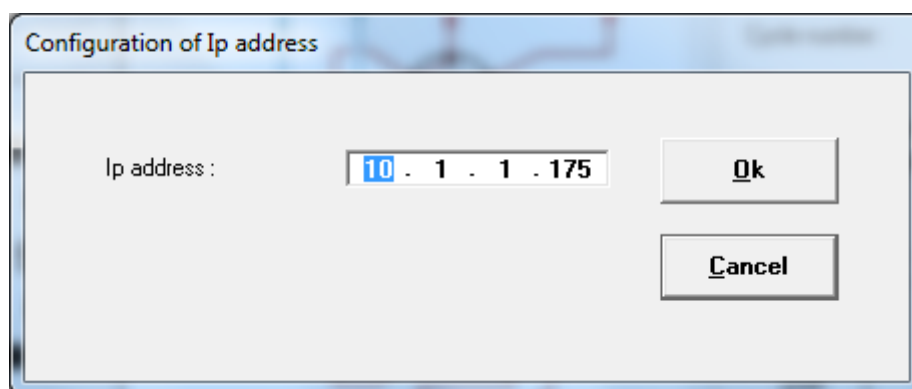 Configuration of Ip address
Ip address :
10 . 1 . 1 . 175
Ok
Cancel